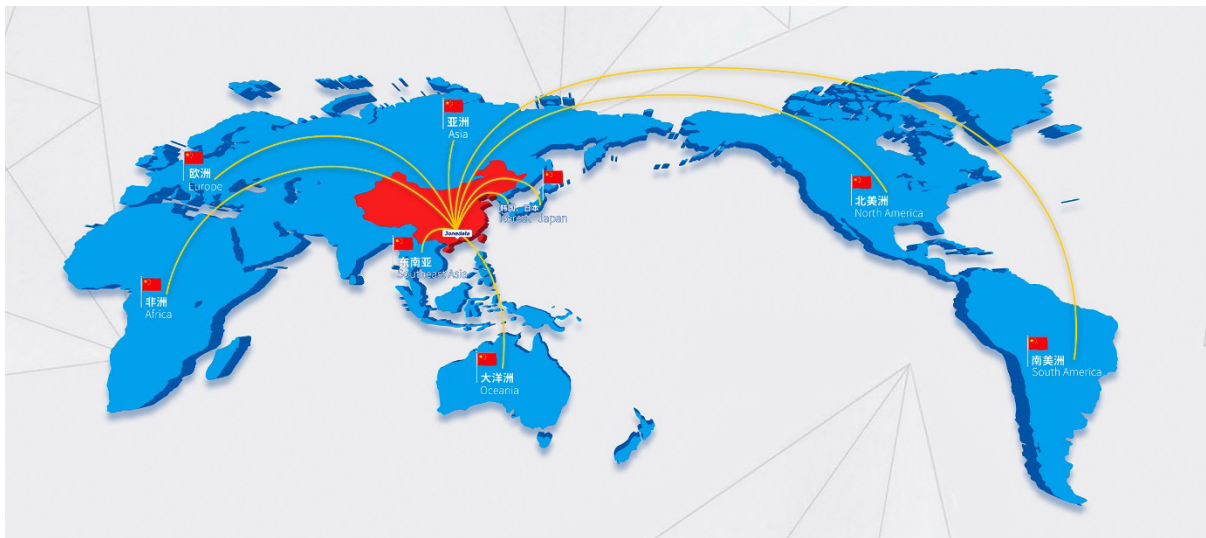 亚洲
Asia
欧洲
Europe
韩国
日本
Japan
北美洲
North America
3onedata
东南亚
Southeast Asia
非洲
Africa
南美洲
South America
大洋洲
Oceania